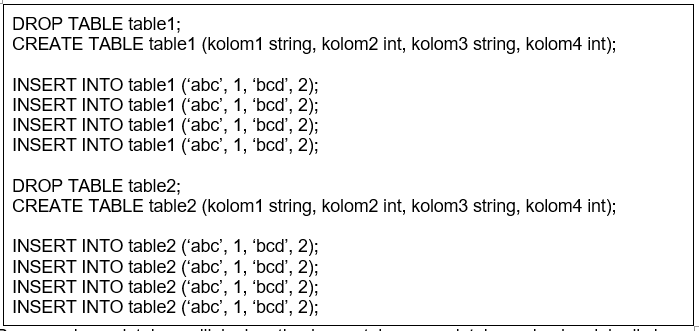 DROP TABLE table1;
CREATE TABLE table1 (kolom1 string, kolom2 int, kolom3 string, kolom4 int);
INSERT INTO table1 (‘abc’, 1, ‘bcd’, 2);
INSERT INTO table1 (‘abc’, 1, ‘bcd’, 2);
INSERT INTO table1 (‘abc’, 1, ‘bcd’, 2);
INSERT INTO table1 (‘abc’, 1, ‘bcd’, 2);
DROP TABLE table2;
CREATE TABLE table2 (kolom1 string, kolom2 int, kolom3 string, kolom4 int);
INSERT INTO table2 (‘abc’, 1, ‘bcd’, 2);
INSERT INTO table2 (‘abc’, 1, ‘bcd’, 2);
INSERT INTO table2 (‘abc’, 1, ‘bcd’, 2);
INSERT INTO table2 (‘abc’, 1, ‘bcd’, 2);